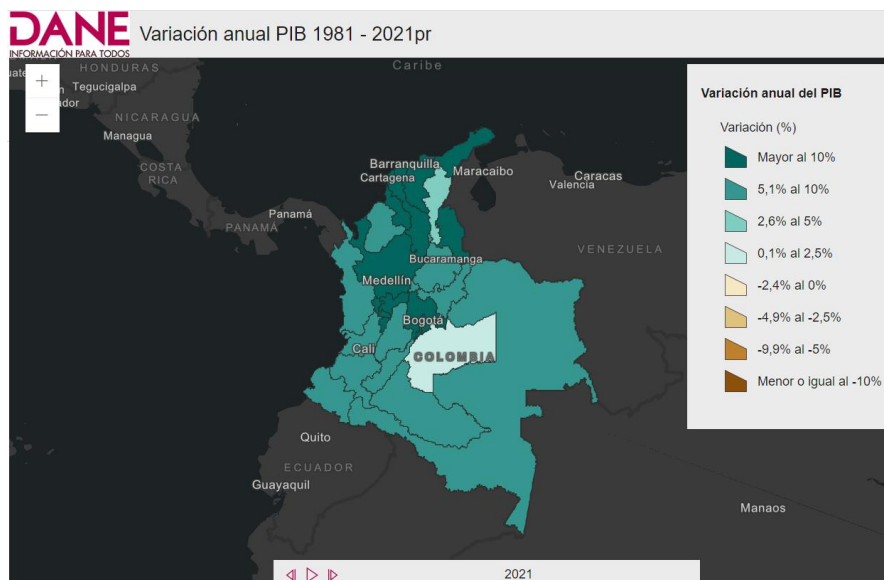 DANE
INFORMACIÓN PARA TODOS
Variación anual PIB 1981 - 2021pr
+
−
HONDURAS
Tegucigalpa
NICARAGUA
Managua
COSTA
RICA
Panamá
PANAMÁ
Caribe
Barranquilla
Cartagena
Maracaibo
Caracas
Valencia
VENEZUELA
Bucaramanga
Medellín
Bogotá
Cali
COLOMBIA
Quito
ECUADOR
Guayaquil
Manaos
Variación anual del PIB
Variación (%)
Mayor al 10%
5,1% al 10%
2,6% al 5%
0,1% al 2,5%
-2,4% al 0%
-4,9% al -2,5%
-9,9% al -5%
Menor o igual al -10%
2021